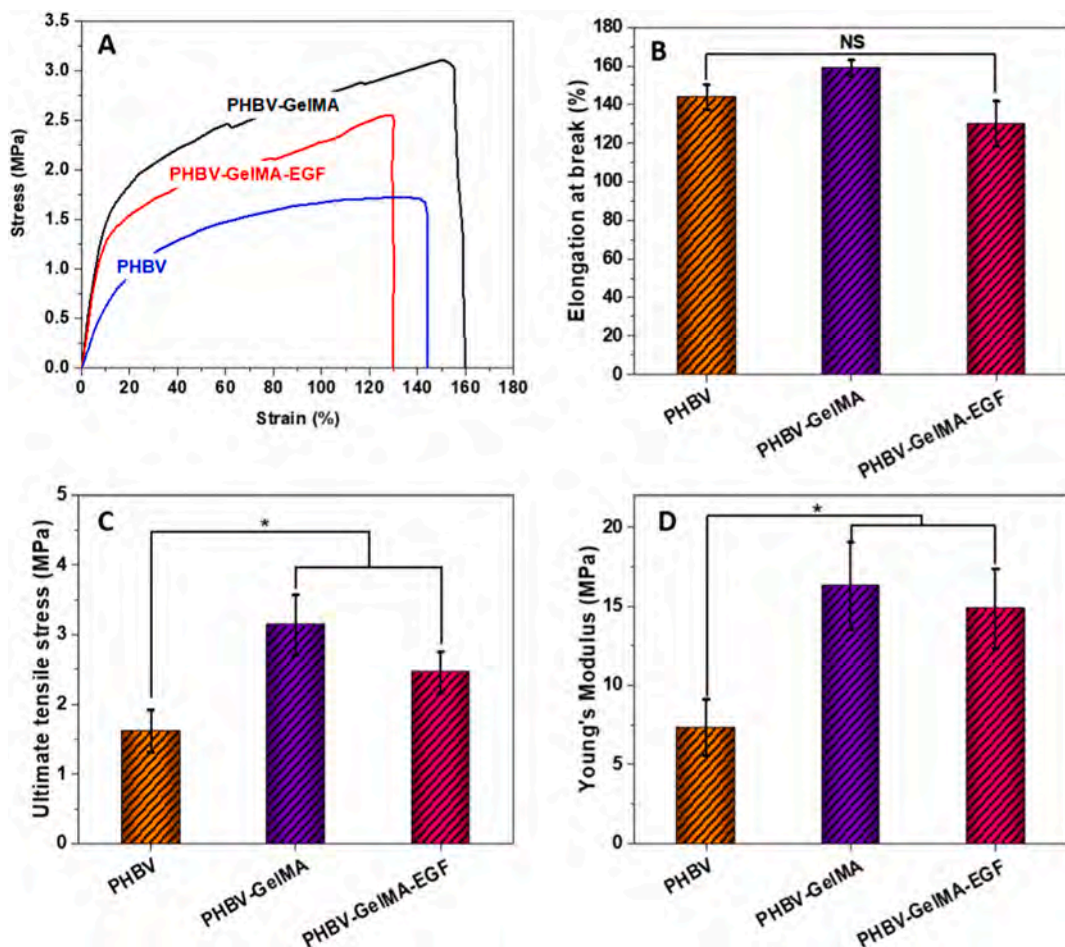 A
Stress (MPa)
3.5
3.0
2.5
2.0
1.5
1.0
0.5
0.0
0 20 40 60 80 100 120 140 160 180
Strain (%)
PHBV-GelMA
PHBV-GelMA-EGF
PHBV
B
NS
Elongation at break (%)
180
160
140
120
100
80
60
40
20
0
PHBV
PHBV-GelMA
PHBV-GelMA-EGF
C
*
Ultimate tensile stress (MPa)
5
4
3
2
1
0
PHBV
PHBV-GelMA
PHBV-GelMA-EGF
D
*
Young's Modulus (MPa)
20
15
10
5
0
PHBV
PHBV-GelMA
PHBV-GelMA-EGF